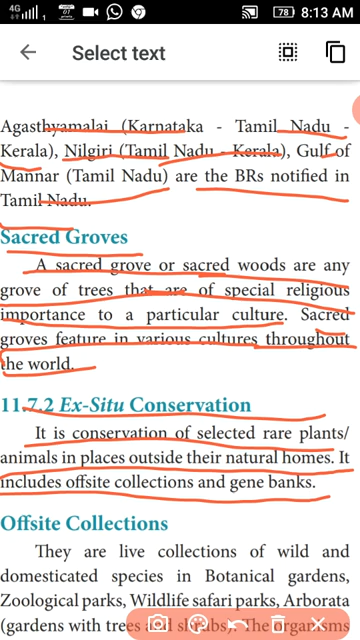 4G
78
8:13 AM
Select text
Agasthyamalai (Karnataka - Tamil Nadu -
Kerala), Nilgiri (Tamil Nadu - Kerala), Gulf of
Mannar (Tamil Nadu) are the BRs notified in
Tamil Nadu.
Sacred Groves
A sacred grove or sacred woods are any
grove of trees that are of special religious
importance to a particular culture. Sacred
groves feature in various cultures throughout
the world.
11.7.2 Ex-Situ Conservation
It is conservation of selected rare plants/
animals in places outside their natural homes. It
includes offsite collections and gene banks.
Offsite Collections
They are live collections of wild and
domesticated species in Botanical gardens,
Zoological parks, Wildlife safari parks, Arborata
(gardens with trees and shrubs). The organisms